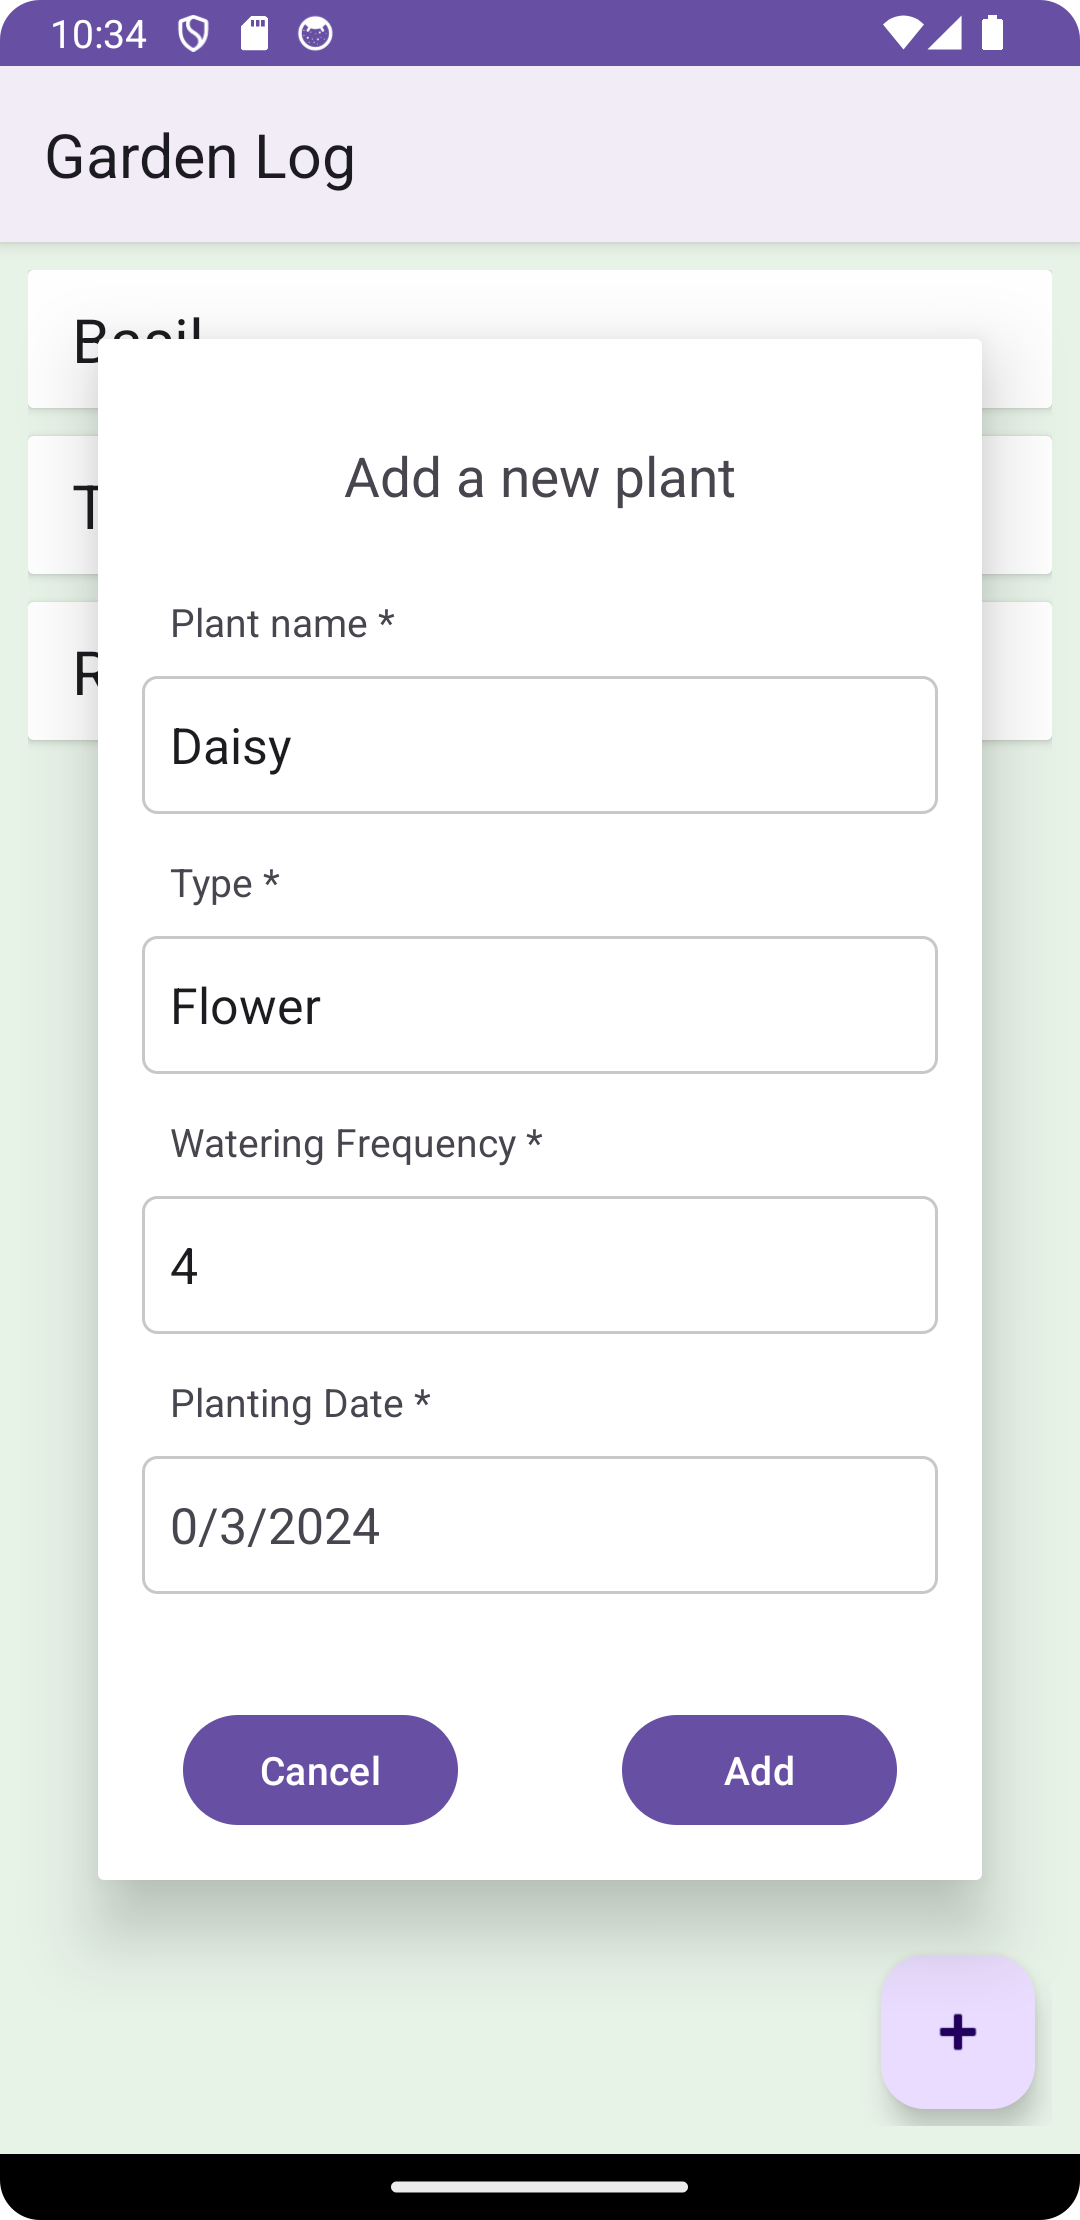 10:34
Garden Log
Basil
T
R
Add a new plant
Plant name *
Daisy
Type *
Flower
Watering Frequency *
4
Planting Date *
0/3/2024
Cancel
Add
+